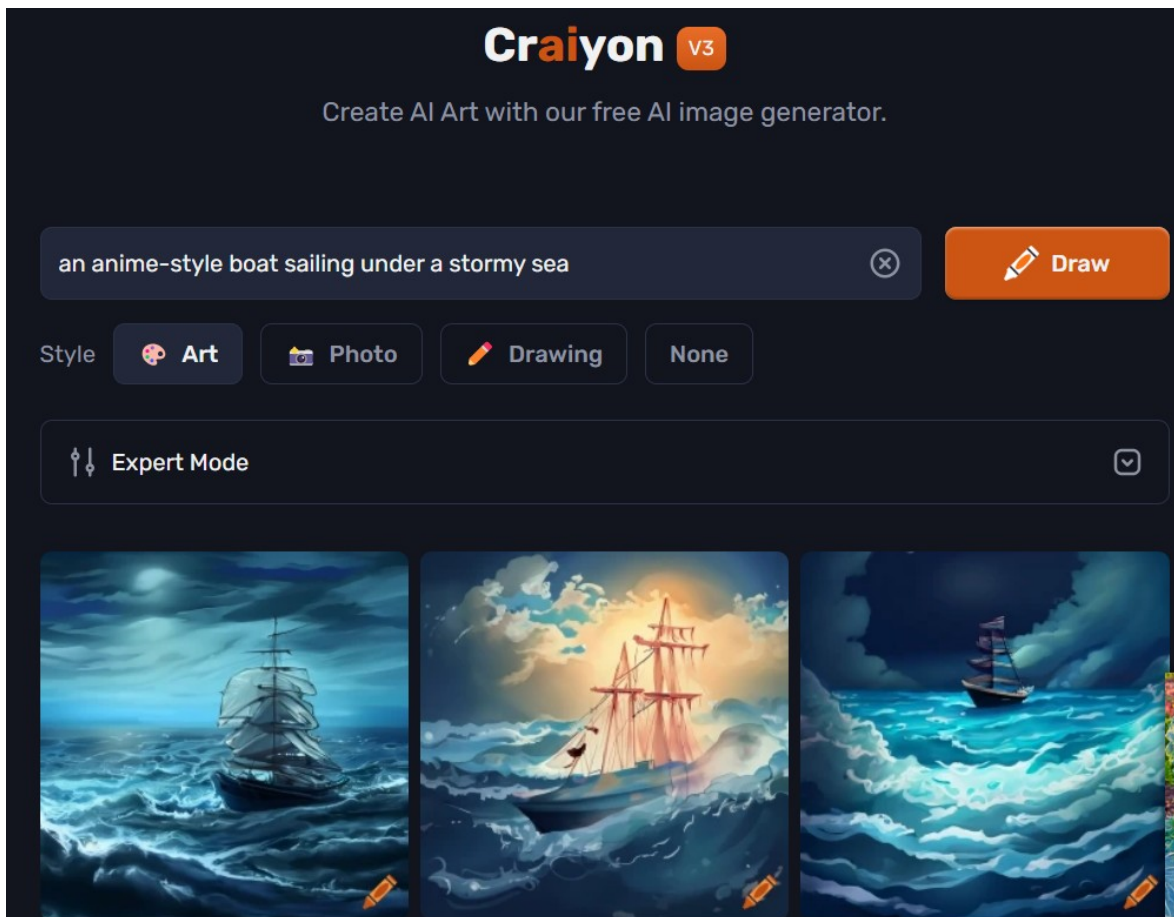 Craiyon V3
Create AI Art with our free AI image generator.
an anime-style boat sailing under a stormy sea
Draw
Style Art Photo Drawing None
Expert Mode